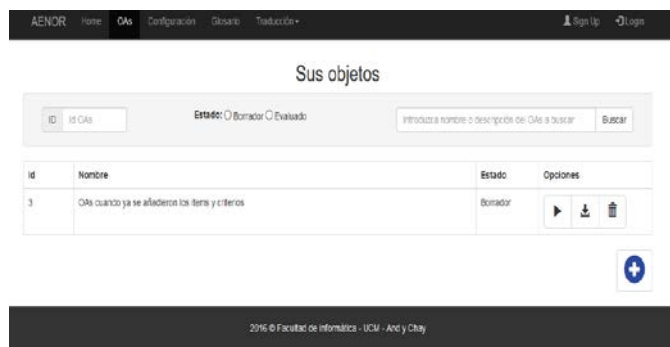 AENOR Home OAs Configuración Glosario Traducción Sign Up Login
Sus objetos
ID Id OAs Estado: Borrador Evaluado Introduzca nombre o descripción del OAs a buscar Buscar
Id Nombre Estado Opciones
3 OAs cuando ya se añadieron los items y criterios Borrador
2016 © Facultad de Informática - UCM - And y Chay